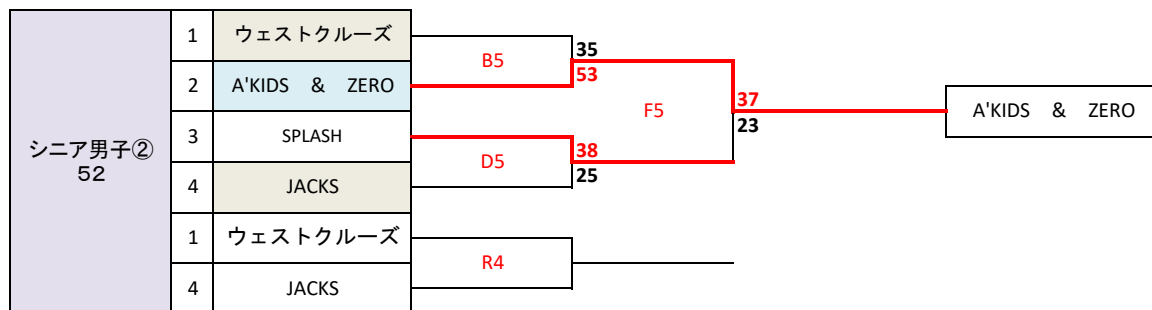 シニア男子②
52
1
ウェストクルーズ
2
A'KIDS & ZERO
3
SPLASH
4
JACKS
1
ウェストクルーズ
4
JACKS
B5
35
53
D5
38
25
R4
F5
37
23
A'KIDS & ZERO